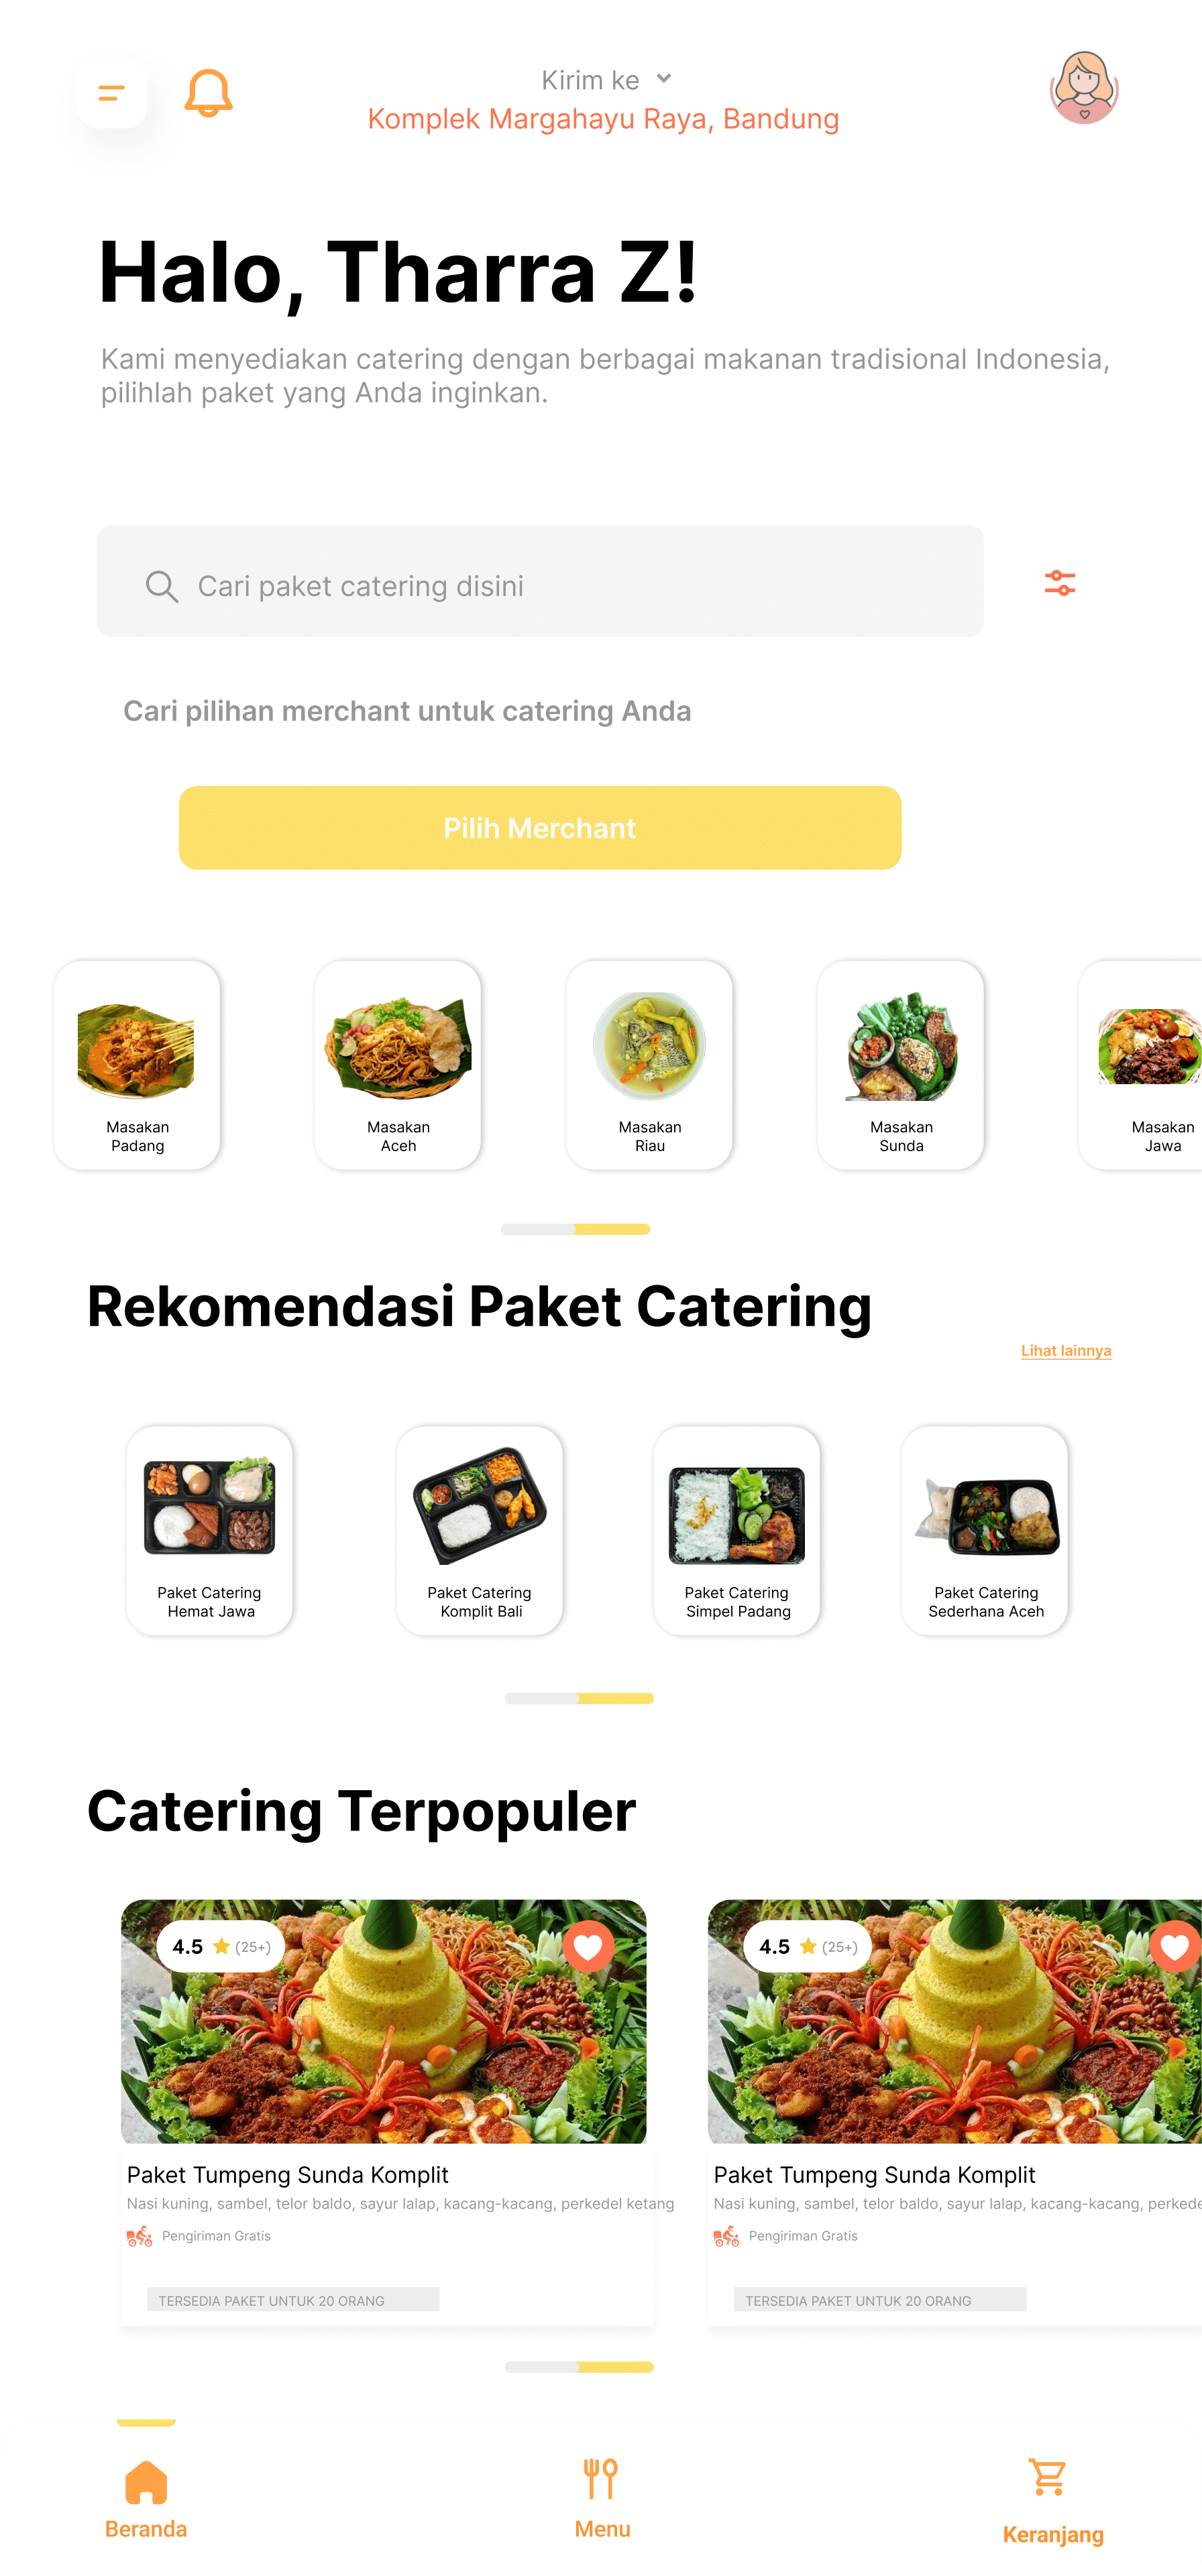 Kirim ke
Komplek Margahayu Raya, Bandung
Halo, Tharra Z!
Kami menyediakan catering dengan berbagai makanan tradisional Indonesia,
pilihlah paket yang Anda inginkan.
Cari paket catering disini
Cari pilihan merchant untuk catering Anda
Pilih Merchant
Masakan
Padang
Masakan
Aceh
Masakan
Riau
Masakan
Sunda
Masakan
Jawa
Rekomendasi Paket Catering
Lihat lainnya
Paket Catering
Hemat Jawa
Paket Catering
Komplit Bali
Paket Catering
Simpel Padang
Paket Catering
Sederhana Aceh
Catering Terpopuler
4.5 (25+)
4.5 (25+)
Paket Tumpeng Sunda Komplit
Nasi kuning, sambel, telor baldo, sayur lalap, kacang-kacang, perkedel ketang
Pengiriman Gratis
TERSEDIA PAKET UNTUK 20 ORANG
Paket Tumpeng Sunda Komplit
Nasi kuning, sambel, telor baldo, sayur lalap, kacang-kacang,
Pengiriman Gratis
TERSEDIA PAKET UNTUK 20 ORANG
Beranda
Menu
Keranjang